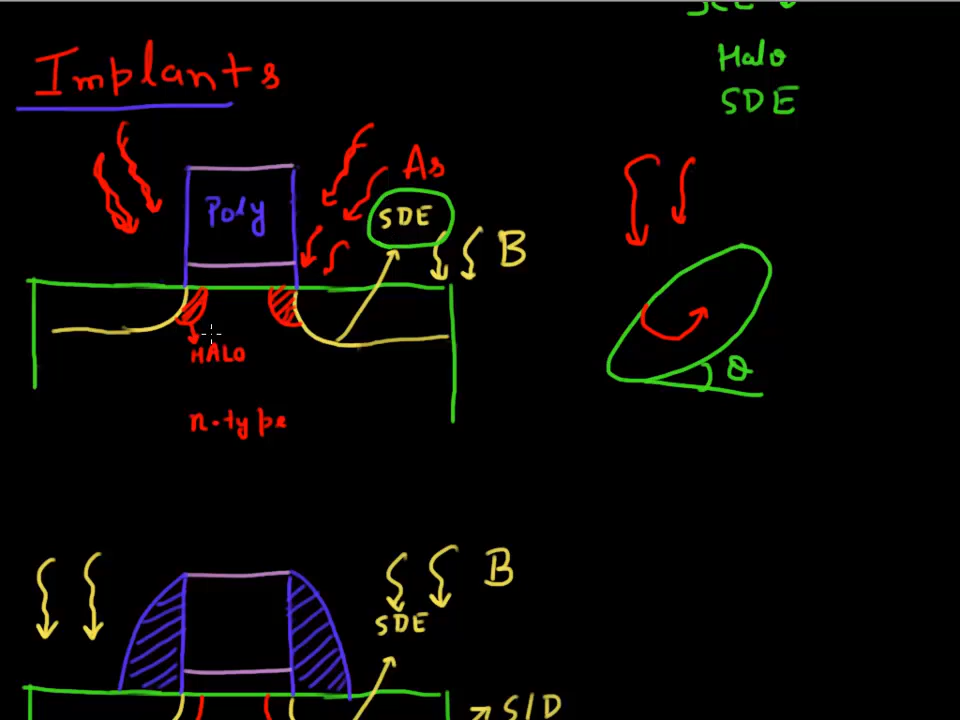 Halo
SDE
Implants
As
Poly
SDE
B
HALO
θ
n-type
B
SDE
S/D